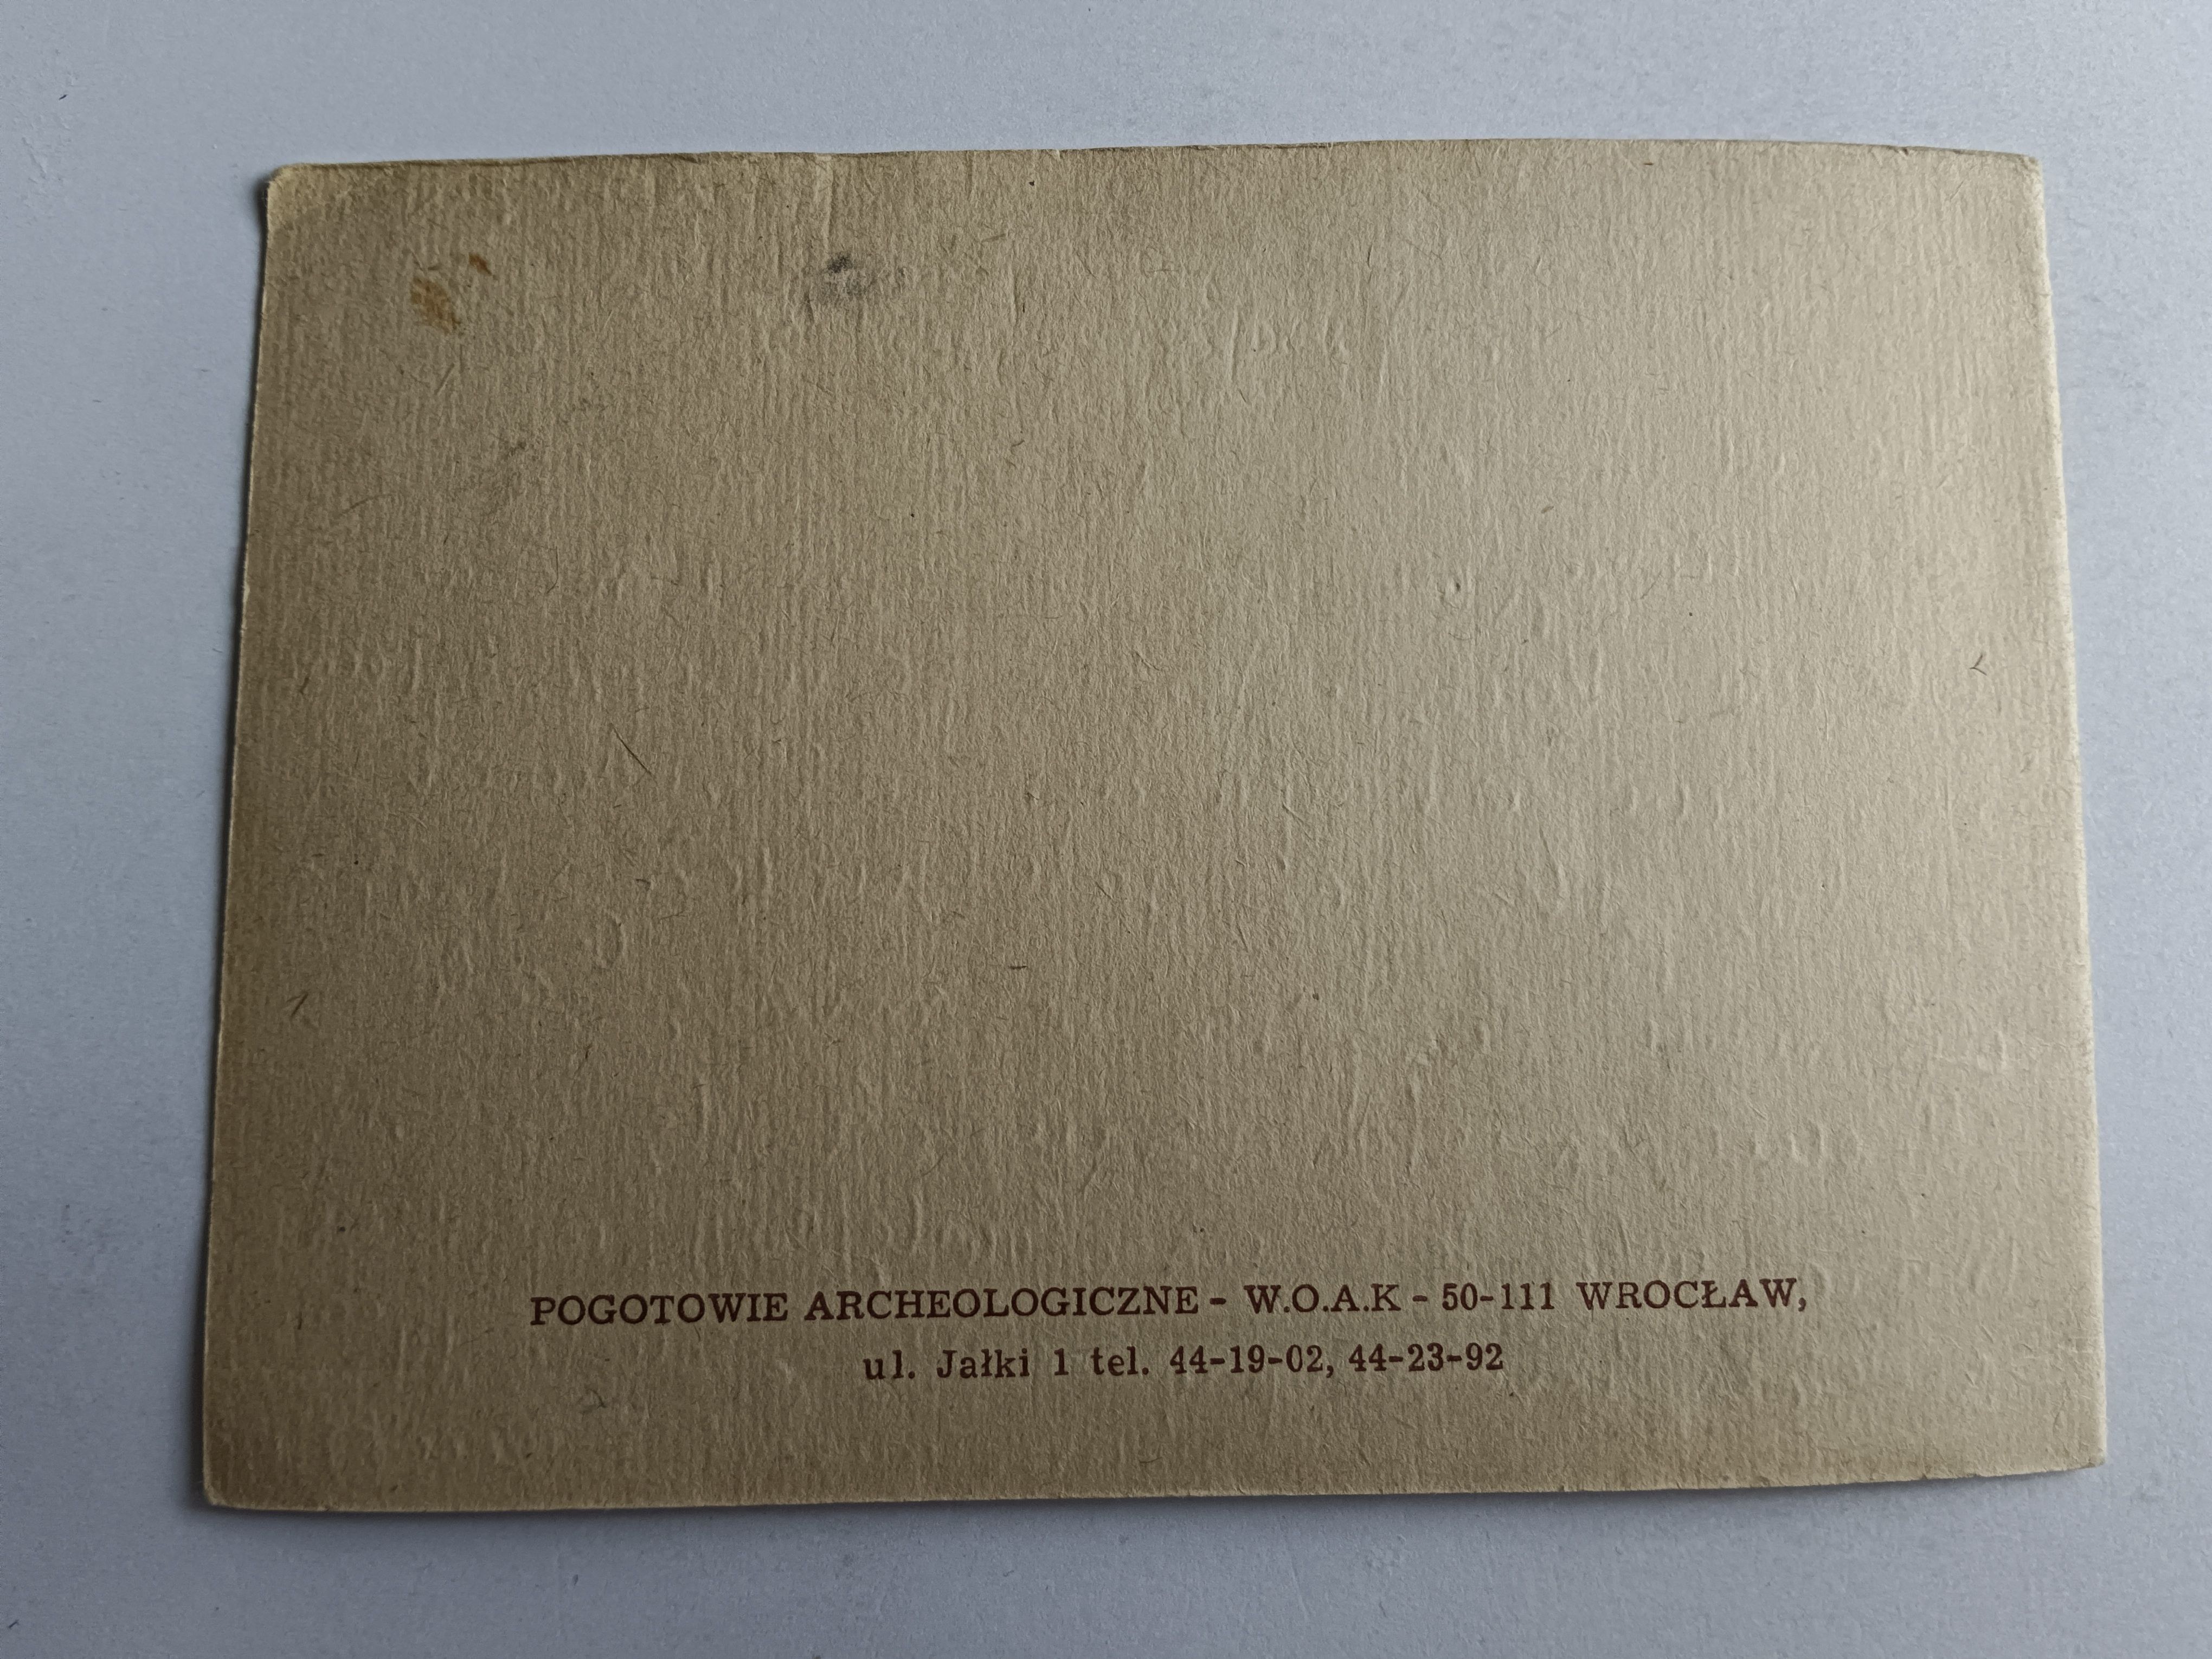 POGOTOWIE ARCHEOLOGICZNE - W.O.A.K - 50-111 WROCŁAW,
ul. Jałki 1 tel. 44-19-02, 44-23-92